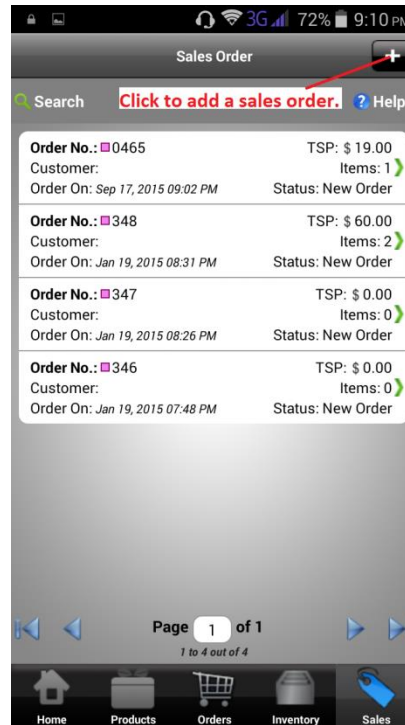 3G 72% 9:10 PM
Sales Order
Search Click to add a sales order. ? Help
Order No.: 0465 TSP: $ 19.00
Customer: Items: 1
Order On: Sep 17, 2015 09:02 PM Status: New Order
Order No.: 348 TSP: $ 60.00
Customer: Items: 2
Order On: Jan 19, 2015 08:31 PM Status: New Order
Order No.: 347 TSP: $ 0.00
Customer: Items: 0
Order On: Jan 19, 2015 08:26 PM Status: New Order
Order No.: 346 TSP: $ 0.00
Customer: Items: 0
Order On: Jan 19, 2015 07:48 PM Status: New Order
Page 1 of 1
1 to 4 out of 4
Home Products Orders Inventory Sales